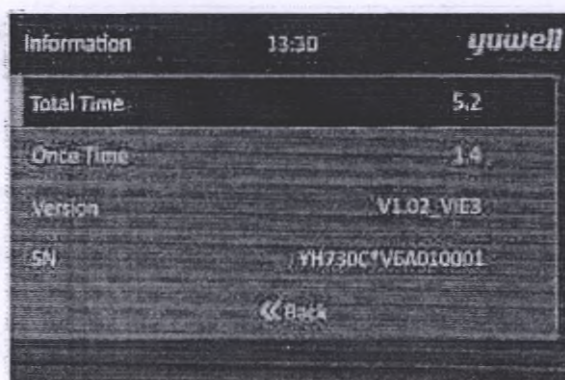 Information 13:30 yuwell
Total Time 5.2
Once Time 1.4
Version V1.02_VIE3
SN YH730C*V6A010001
«Back